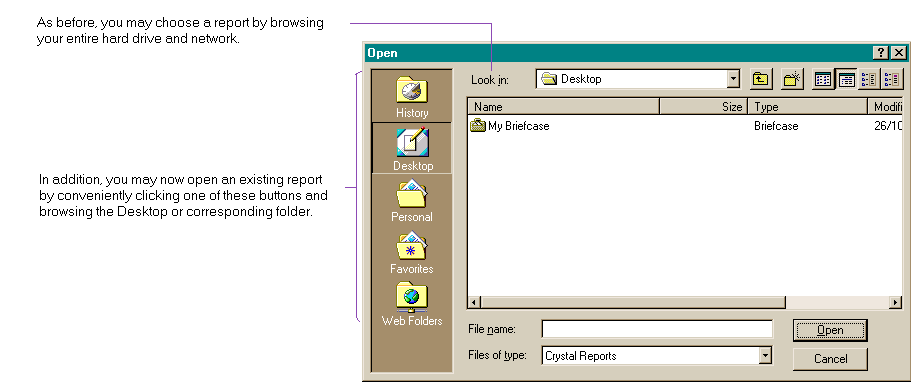 As before, you may choose a report by browsing
your entire hard drive and network.
Open
Look in:
Desktop
History
Desktop
Personal
Favorites
Web Folders
Name
Size
Type
Modifi
My Briefcase
Briefcase
26/10
In addition, you may now open an existing report
by conveniently clicking one of these buttons and
browsing the Desktop or corresponding folder.
File name:
Open
Files of type:
Crystal Reports
Cancel